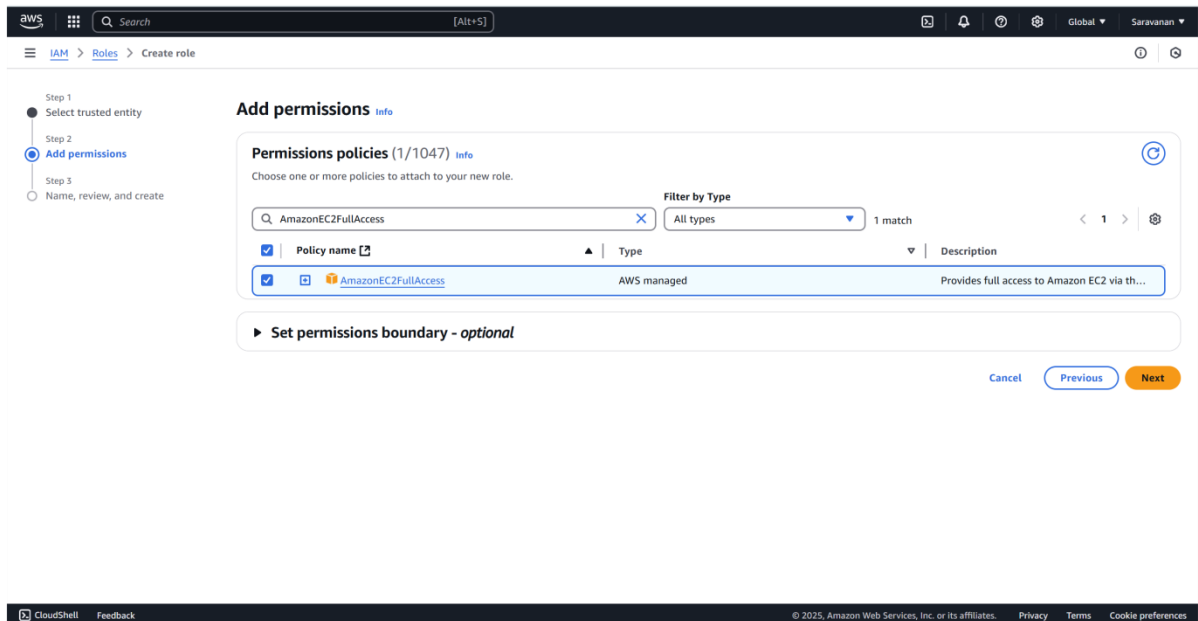 aws Search [Alt+S] Global Saravanan
IAM > Roles > Create role
Step 1
Select trusted entity
Step 2
Add permissions
Step 3
Name, review, and create
Add permissions Info
Permissions policies (1/1047) Info
Choose one or more policies to attach to your new role.
Filter by Type
AmazonEC2FullAccess All types 1 match < 1 >
Policy name Type Description
AmazonEC2FullAccess AWS managed Provides full access to Amazon EC2 via th...
Set permissions boundary - optional
Cancel Previous Next
CloudShell Feedback © 2025, Amazon Web Services, Inc. or its affiliates. Privacy Terms Cookie preferences